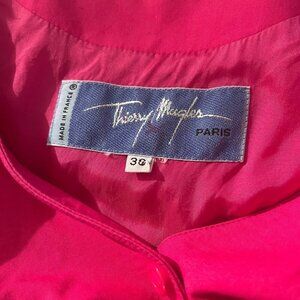 MADE IN FRANCE ®
Thierry Mugler
PARIS
36